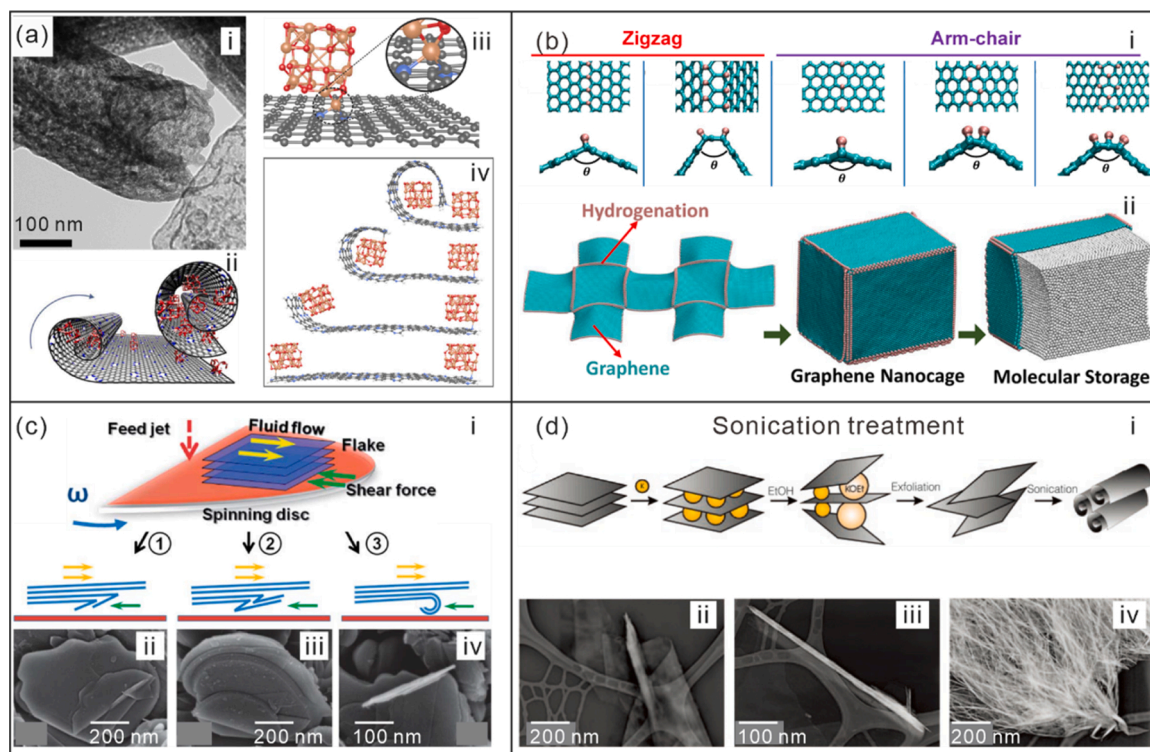 (a)
i
100 nm
ii
iii
iv
(b)
Zigzag
Arm-chair
i
θ
θ
θ
θ
θ
Hydrogenation
Graphene
ii
Graphene Nanocage
Molecular Storage
(c)
Feed jet
Fluid flow
i
Flake
Shear force
ω
Spinning disc
①
②
③
ii
200 nm
iii
200 nm
iv
100 nm
(d)
Sonication treatment
i
K
EtOH
KOEt
Exfoliation
Sonication
ii
200 nm
iii
100 nm
iv
200 nm